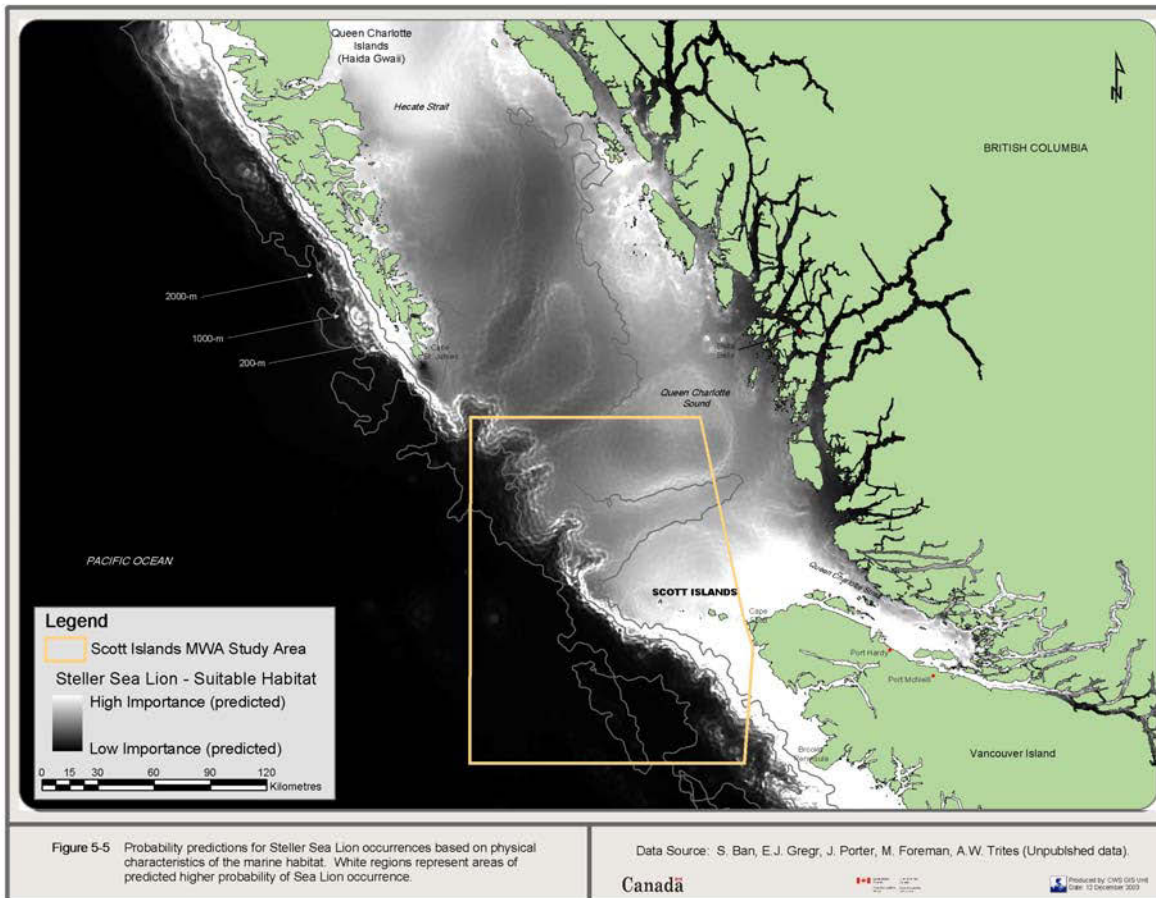 Queen Charlotte
Islands
(Haida Gwaii)
Hecate Strait
N
BRITISH COLUMBIA
2000-m
1000-m
200-m
Cape
St. James
Bella
Bella
Queen Charlotte
Sound
PACIFIC OCEAN
SCOTT ISLANDS
Queen Charlotte
Cape
Port Hardy
Port McNeill
Brooks
Peninsula
Vancouver Island
Legend
Scott Islands MWA Study Area
Steller Sea Lion - Suitable Habitat
High Importance (predicted)
Low Importance (predicted)
0 15 30 60 90 120
Kilometres
Figure 5-5 Probability predictions for Steller Sea Lion occurrences based on physical
characteristics of the marine habitat. White regions represent areas of
predicted higher probability of Sea Lion occurrence.
Data Source: S. Ban, E.J. Gregr, J. Porter, M. Foreman, A.W. Trites (Unpublshed data).
Canada
Produced by: CWS GIS Unit
Date: 12 December 2003